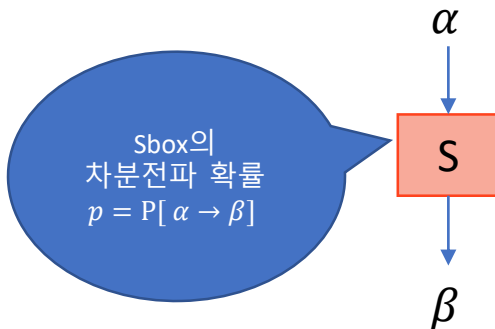 α
Sbox의
차분전파 확률
p = P[ α → β]
S
β